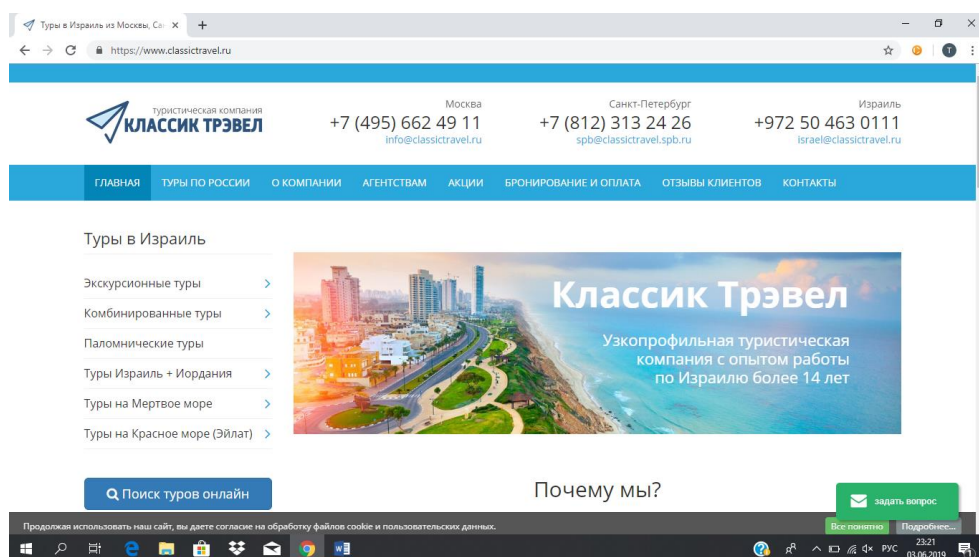 Туры в Израиль из Москвы, Са
https://www.classictravel.ru
T
туристическая компания
КЛАССИК ТРЭВЕЛ
Москва
+7 (495) 662 49 11
info@classictravel.ru
Санкт-Петербург
+7 (812) 313 24 26
spb@classictravel.spb.ru
Израиль
+972 50 463 0111
israel@classictravel.ru
ГЛАВНАЯ ТУРЫ ПО РОССИИ О КОМПАНИИ АГЕНТСТВАМ АКЦИИ БРОНИРОВАНИЕ И ОПЛАТА ОТЗЫВЫ КЛИЕНТОВ КОНТАКТЫ
Туры в Израиль
Экскурсионные туры
Комбинированные туры
Паломнические туры
Туры Израиль + Иордания
Туры на Мертвое море
Туры на Красное море (Эйлат)
Поиск туров онлайн
Классик Трэвел
Узкопрофильная туристическая
компания с опытом работы
по Израилю более 14 лет
Почему мы?
задать вопрос
Продолжая использовать наш сайт, вы даете согласие на обработку файлов cookie и пользовательских данных.
Все понятно Подробнее...
РУС
23:21
03.06.2019